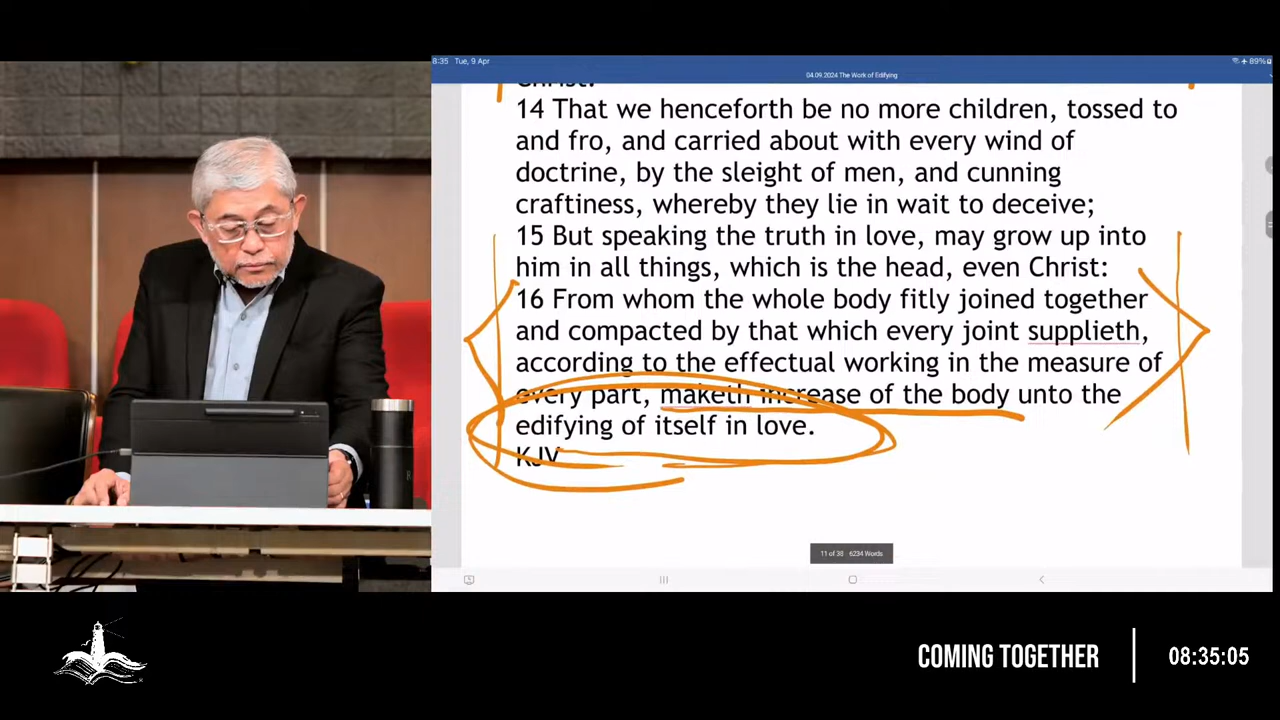 8:35 Tue, 9 Apr
89%
04.09.2024 The Work of Edifying
Christ:
14 That we henceforth be no more children, tossed to
and fro, and carried about with every wind of
doctrine, by the sleight of men, and cunning
craftiness, whereby they lie in wait to deceive;
15 But speaking the truth in love, may grow up into
him in all things, which is the head, even Christ:
16 From whom the whole body fitly joined together
and compacted by that which every joint supplieth,
according to the effectual working in the measure of
every part, maketh increase of the body unto the
edifying of itself in love.
KJV
11 of 38 6234 Words
COMING TOGETHER
08:35:05